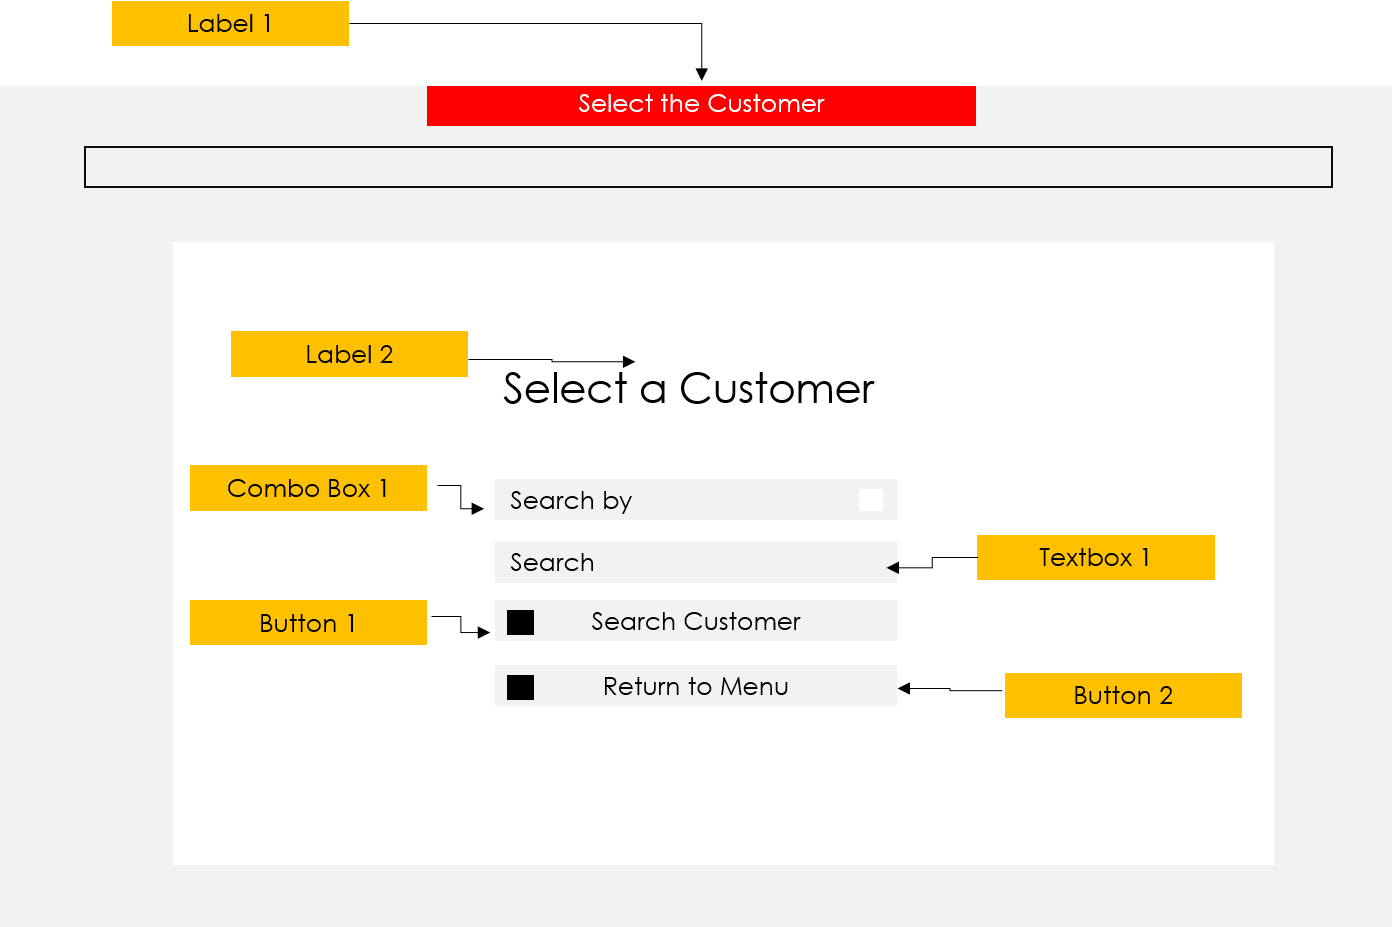 Label 1
Select the Customer
Label 2
Select a Customer
Combo Box 1
Search by
Search
Textbox 1
Button 1
Search Customer
Return to Menu
Button 2